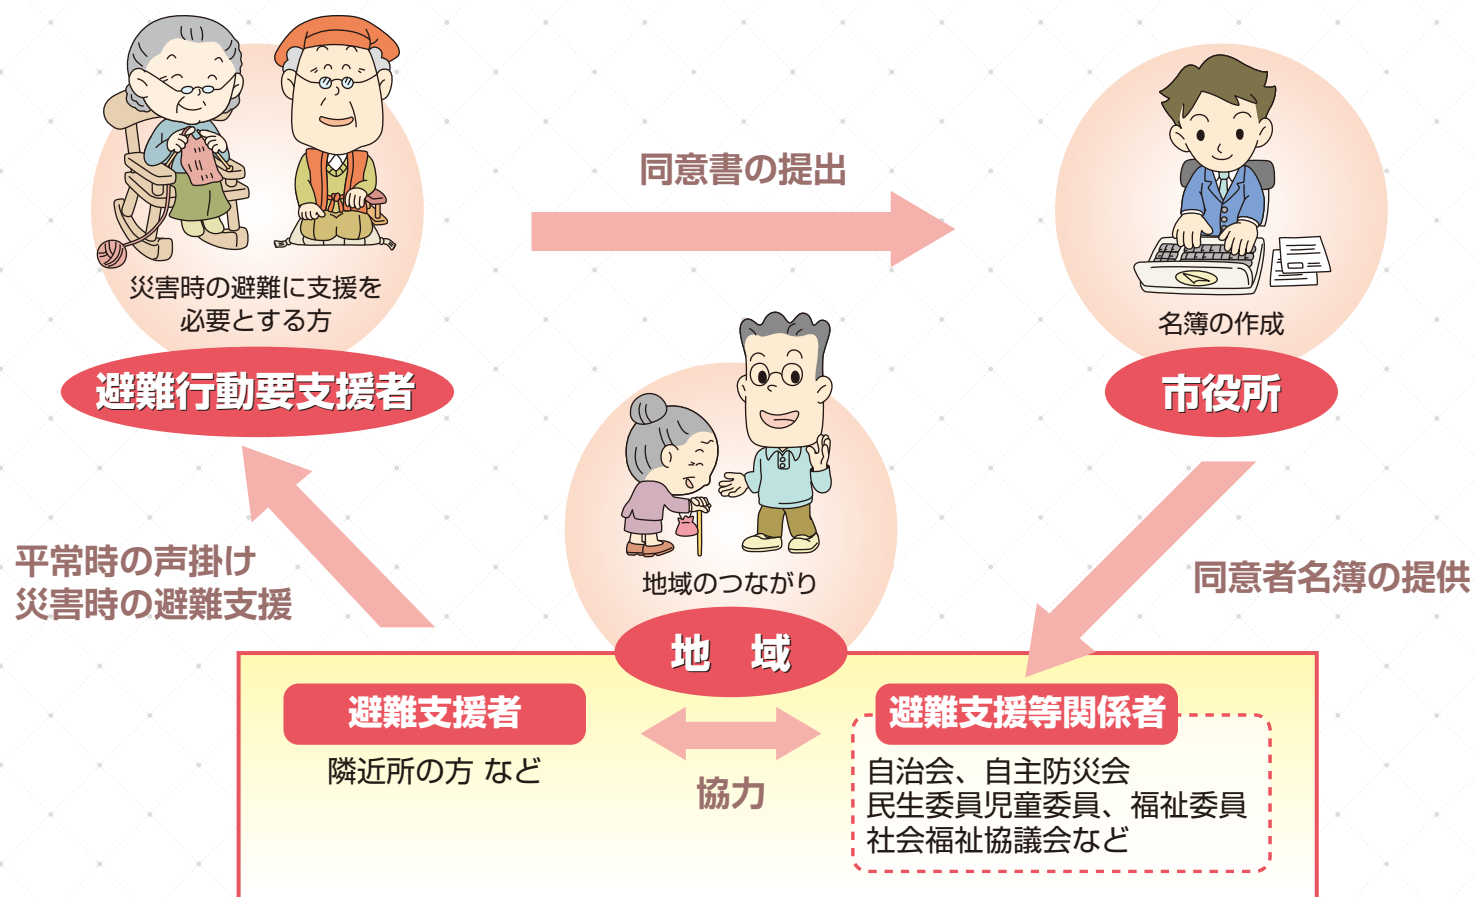 同意書の提出
災害時の避難に支援を
必要とする方
避難行動要支援者
名簿の作成
市役所
平常時の声掛け
災害時の避難支援
地域のつながり
地 域
同意者名簿の提供
避難支援者
隣近所の方 など
協力
避難支援等関係者
自治会、自主防災会
民生委員児童委員、福祉委員
社会福祉協議会など